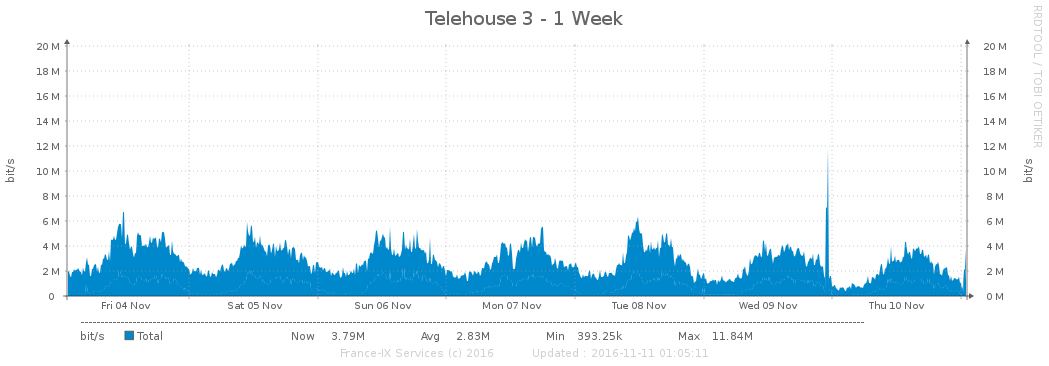 Telehouse 3 - 1 Week
RRDTOOL / TOBI OETIKER
bit/s
20 M 20 M
18 M 18 M
16 M 16 M
14 M 14 M
12 M 12 M
10 M 10 M
8 M 8 M
6 M 6 M
4 M 4 M
2 M 2 M
0 0 M
bit/s
Fri 04 Nov Sat 05 Nov Sun 06 Nov Mon 07 Nov Tue 08 Nov Wed 09 Nov Thu 10 Nov
bit/s Total Now 3.79M Avg 2.83M Min 393.25k Max 11.84M
France-IX Services (c) 2016 Updated : 2016-11-11 01:05:11